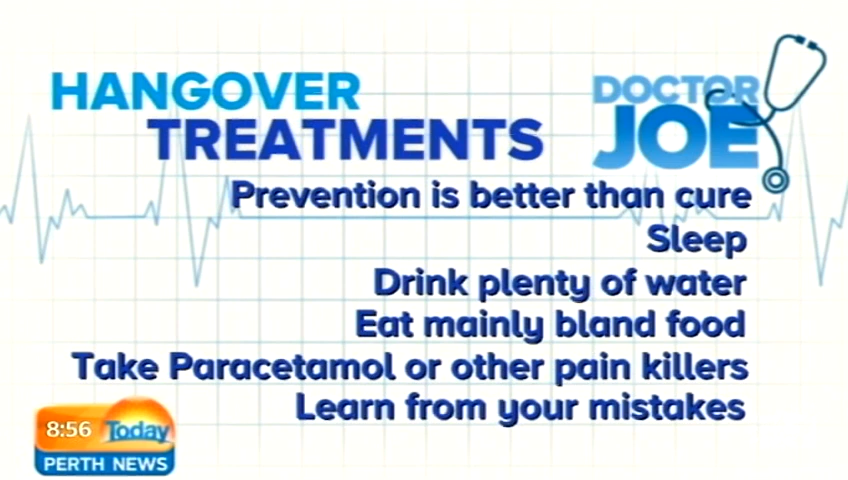 HANGOVER
TREATMENTS
DOCTOR
JOE
Prevention is better than cure
Sleep
Drink plenty of water
Eat mainly bland food
Take Paracetamol or other pain killers
Learn from your mistakes
8:56 Today
PERTH NEWS